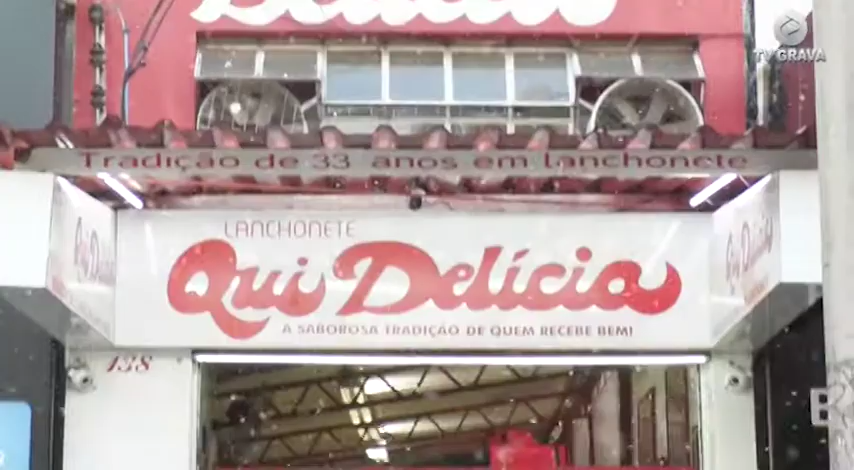 TV GRAVA
Tradição de 33 anos em lanchonete
LANCHONETE
Qui Delícia
A SABOROSA TRADIÇÃO DE QUEM RECEBE BEM!
138